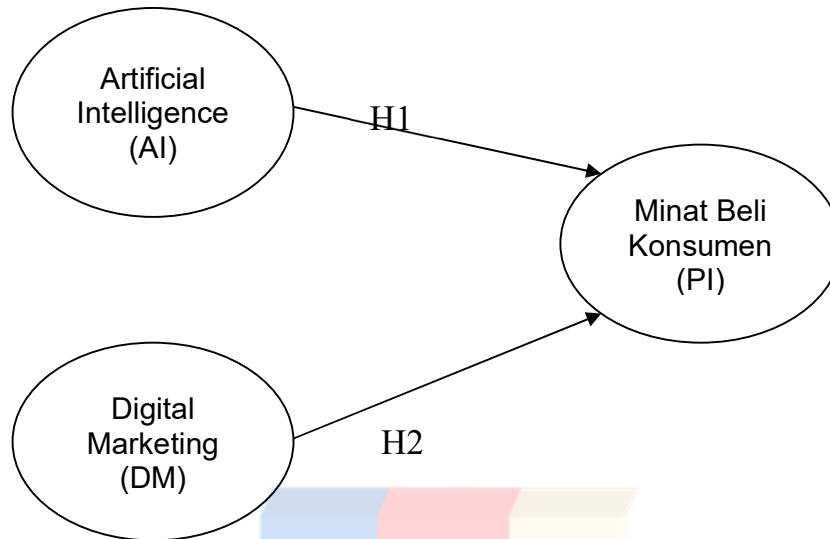 Artificial
Intelligence
(AI)
H1
Minat Beli
Konsumen
(PI)
Digital
Marketing
(DM)
H2